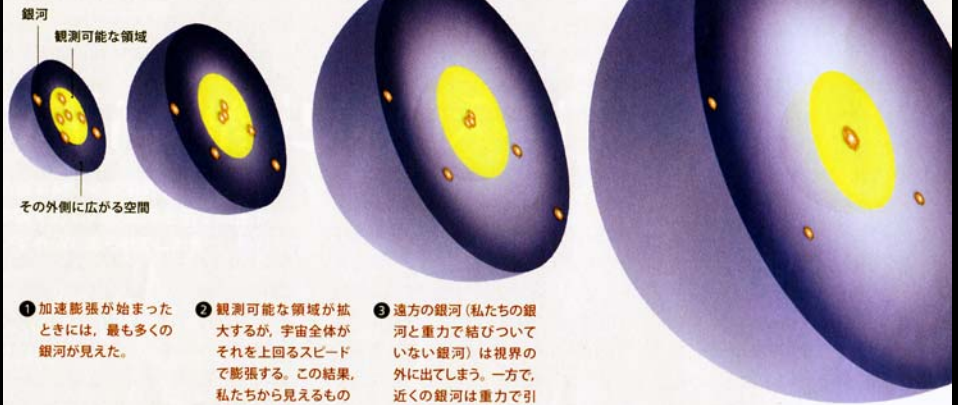 銀河
観測可能な領域
その外側に広がる空間
❶ 加速膨張が始まった
ときには，最も多くの
銀河が見えた。
❷ 観測可能な領域が拡
大するが，宇宙全体が
それを上回るスピード
で膨張する。この結果，
私たちから見えるもの
❸ 遠方の銀河（私たちの銀
河と重力で結びついて
いない銀河）は視界の
外に出てしまう。一方で，
近くの銀河は重力で引